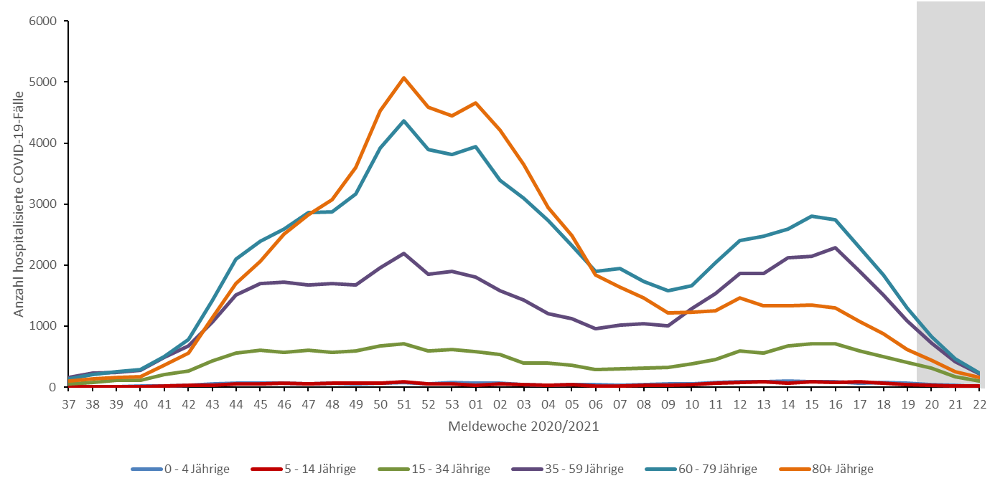 6000
5000
4000
3000
2000
1000
0
Anzahl hospitalisierte COVID-19-Fälle
37 38 39 40 41 42 43 44 45 46 47 48 49 50 51 52 53 01 02 03 04 05 06 07 08 09 10 11 12 13 14 15 16 17 18 19 20 21 22
Meldewoche 2020/2021
0 - 4 Jährige 5 - 14 Jährige 15 - 34 Jährige 35 - 59 Jährige 60 - 79 Jährige 80+ Jährige